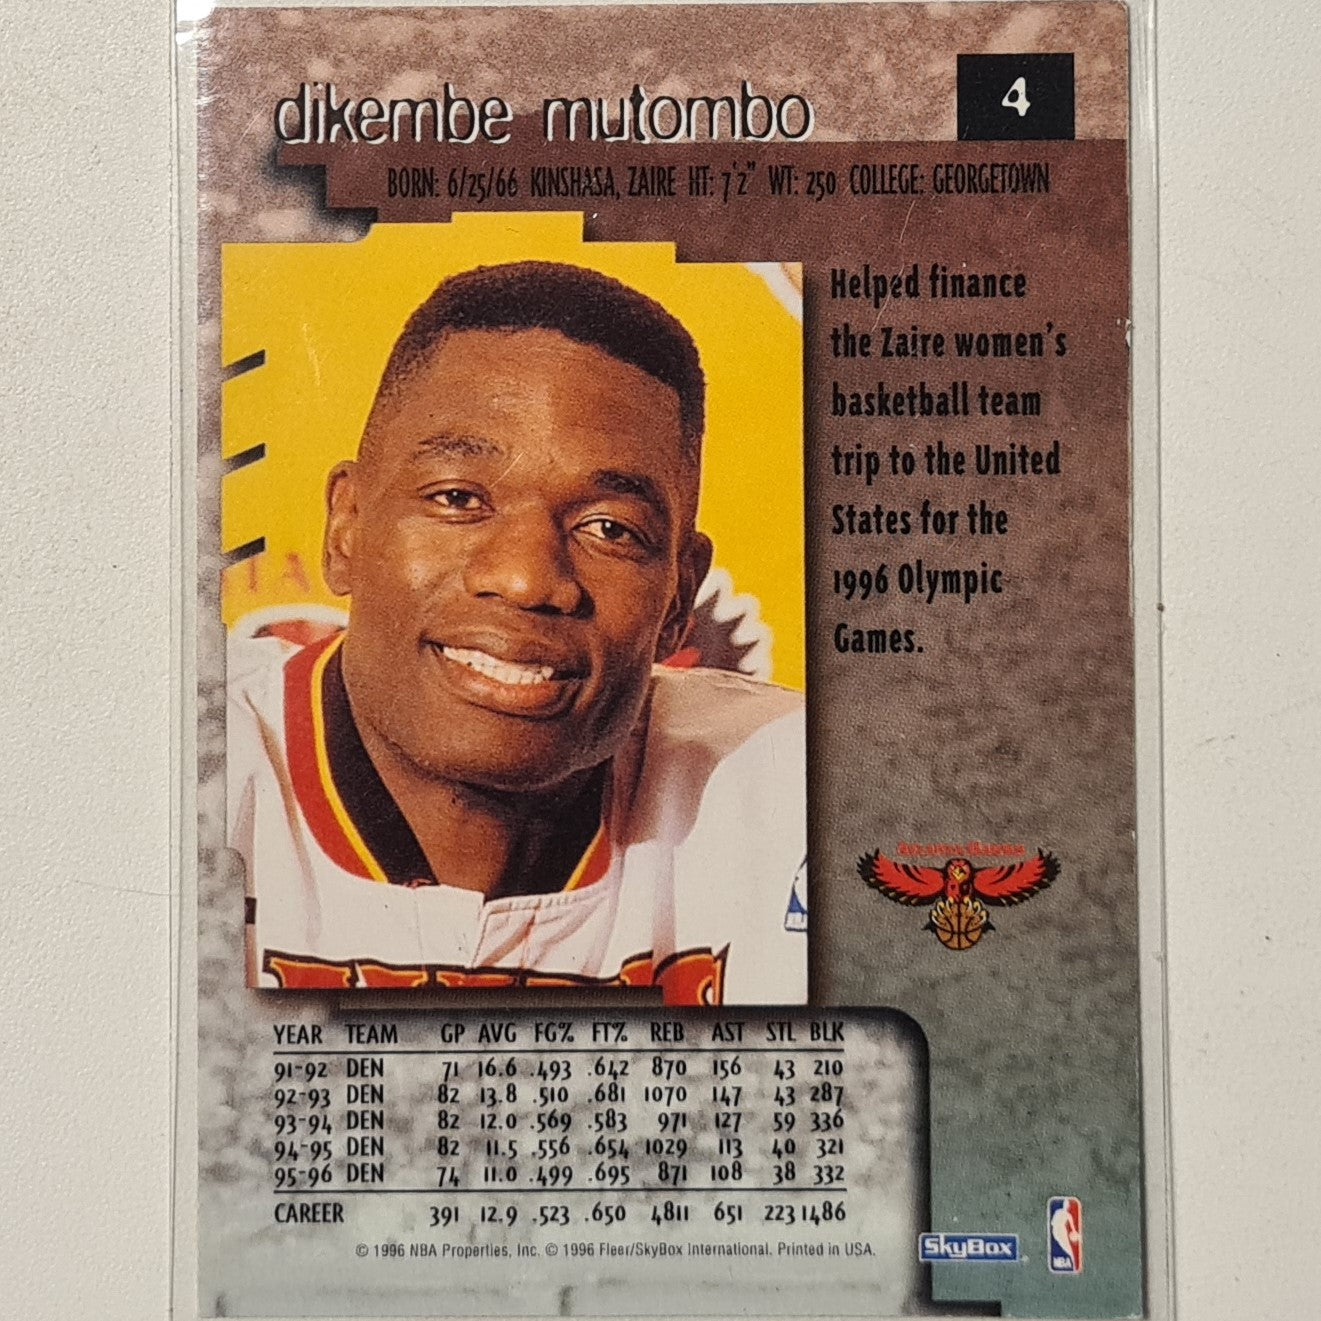 dikembe mutombo
4
BORN: 6/25/66 KINSHASA, ZAIRE HT: 7'2" WT: 250 COLLEGE: GEORGETOWN
Helped finance
the Zaire women's
basketball team
trip to the United
States for the
1996 Olympic
Games.
TA
YEAR TEAM GP AVG FG% FT% REB AST STL BLK
91-92 DEN 71 16.6 .493 .642 870 156 43 210
92-93 DEN 82 13.8 .510 .681 1070 147 43 287
93-94 DEN 82 12.0 .569 .583 971 127 59 336
94-95 DEN 82 11.5 .556 .654 1029 113 40 321
95-96 DEN 74 11.0 .499 .695 871 108 38 332
CAREER 391 12.9 .523 .650 4811 651 223 1486
© 1996 NBA Properties, Inc. © 1996 Fleer/SkyBox International. Printed in USA.
SkyBox
NBA